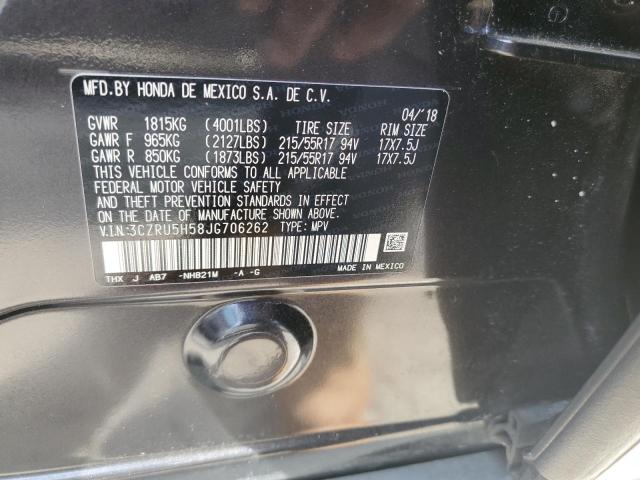 MFD.BY HONDA DE MEXICO S.A. DE C.V.
04/'18
GVWR 1815KG (4001LBS) TIRE SIZE RIM SIZE
GAWR F 965KG (2127LBS) 215/55R17 94V 17X7.5J
GAWR R 850KG (1873LBS) 215/55R17 94V 17X7.5J
THIS VEHICLE CONFORMS TO ALL APPLICABLE
FEDERAL MOTOR VEHICLE SAFETY
AND THEFT PREVENTION STANDARDS IN EFFECT
ON THE DATE OF MANUFACTURE SHOWN ABOVE.
V.I.N:3CZRU5H58JG706262 TYPE: MPV
THX J AB7 -NH821M -A -G MADE IN MEXICO